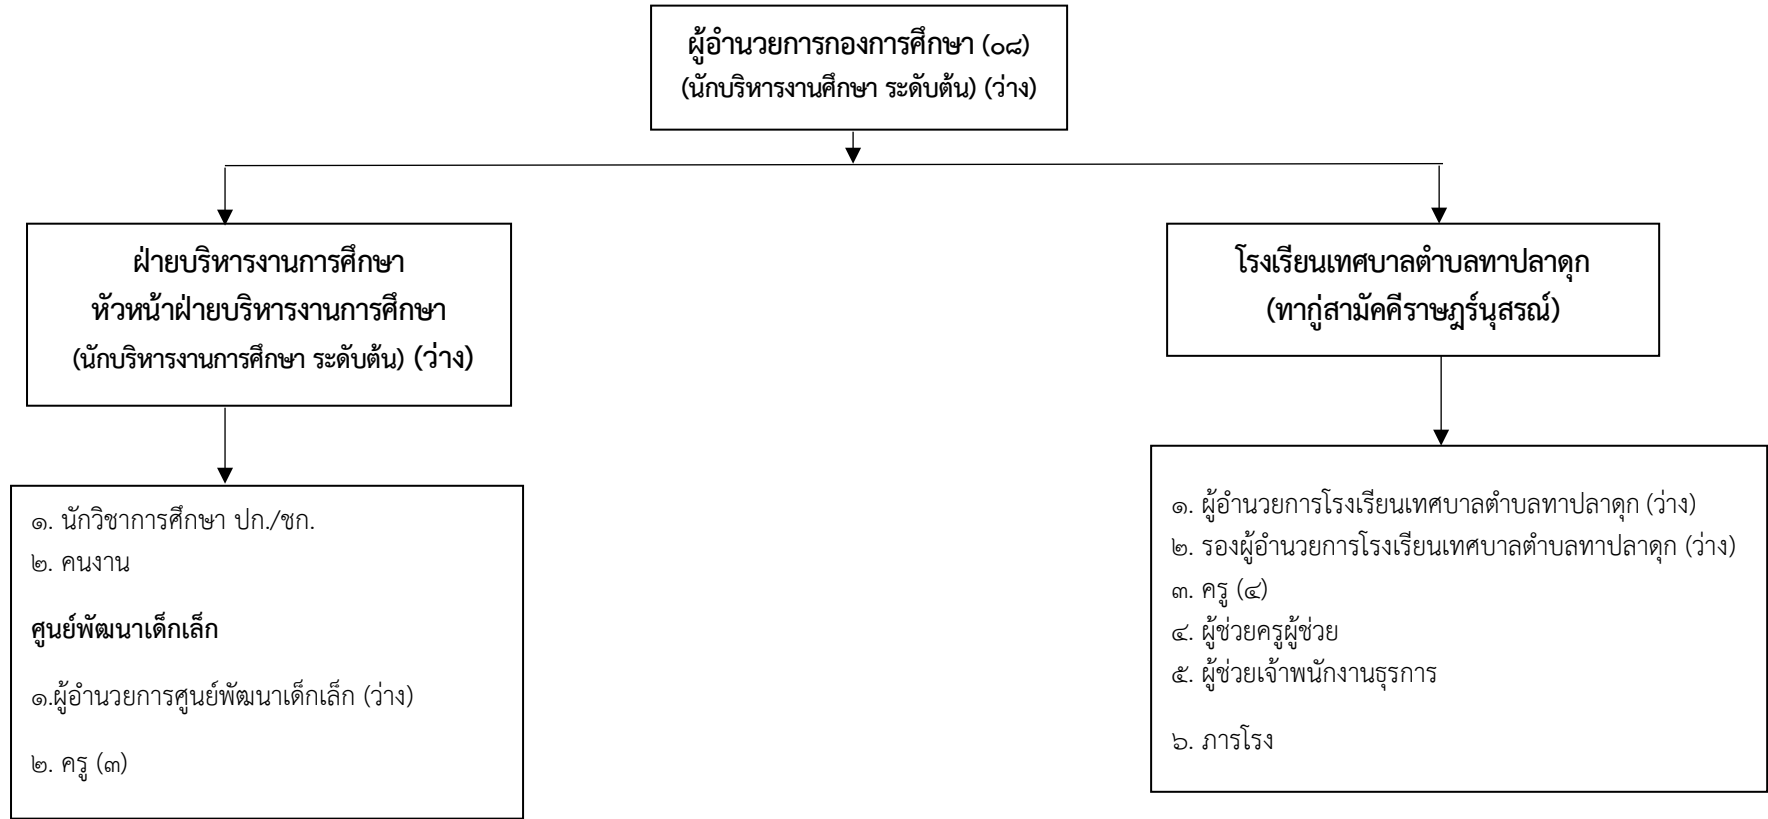 ผู้อำนวยการกองการศึกษา (๐๘)
(นักบริหารงานศึกษา ระดับต้น) (ว่าง)
ฝ่ายบริหารงานการศึกษา
หัวหน้าฝ่ายบริหารงานการศึกษา
(นักบริหารงานการศึกษา ระดับต้น) (ว่าง)
๑. นักวิชาการศึกษา ปก./ชก.
๒. คนงาน
ศูนย์พัฒนาเด็กเล็ก
๑.ผู้อำนวยการศูนย์พัฒนาเด็กเล็ก (ว่าง)
๒. ครู (๓)
โรงเรียนเทศบาลตำบลทาปลาดุก
(ทากู่สามัคคีราษฎร์นุสรณ์)
๑. ผู้อำนวยการโรงเรียนเทศบาลตำบลทาปลาดุก (ว่าง)
๒. รองผู้อำนวยการโรงเรียนเทศบาลตำบลทาปลาดุก (ว่าง)
๓. ครู (๔)
๔. ผู้ช่วยครูผู้ช่วย
๕. ผู้ช่วยเจ้าพนักงานธุรการ
๖. ภารโรง